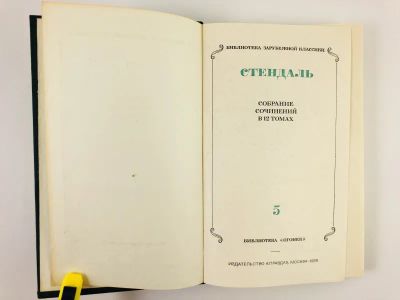 БИБЛИОТЕКА ЗАРУБЕЖНОЙ КЛАССИКИ
СТЕНДАЛЬ
СОБРАНИЕ
СОЧИНЕНИЙ
В 12 ТОМАХ
5
БИБЛИОТЕКА «ОГОНЕК»
ИЗДАТЕЛЬСТВО «ПРАВДА», МОСКВА